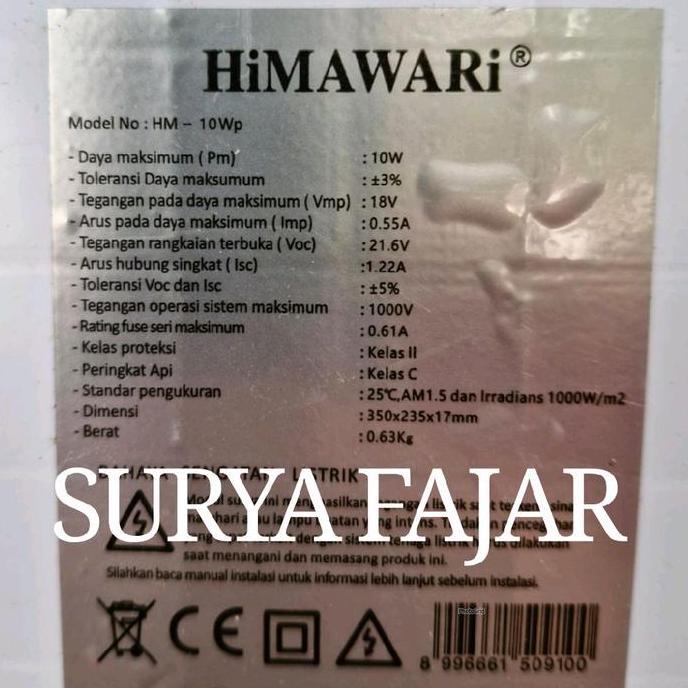 HiMAWARi®
Model No : HM – 10Wp
- Daya maksimum ( Pm) : 10W
- Toleransi Daya maksumum : ±3%
- Tegangan pada daya maksimum ( Vmp) : 18V
- Arus pada daya maksimum ( Imp) : 0.55A
- Tegangan rangkaian terbuka ( Voc) : 21.6V
- Arus hubung singkat ( Isc) :1.22A
- Toleransi Voc dan Isc : ±5%
- Tegangan operasi sistem maksimum : 1000V
- Rating fuse seri maksimum : 0.61A
- Kelas proteksi : Kelas II
- Peringkat Api : Kelas C
- Standar pengukuran : 25℃,AM1.5 dan Irradians 1000W/m2
- Dimensi : 350x235x17mm
- Berat : 0.63Kg
LISTRIK
SURYA FAJAR
saat menangani dan memasang produk ini.
Silahkan baca manual instalasi untuk informasi lebih lanjut sebelum instalasi.
CE
8 996661 509100